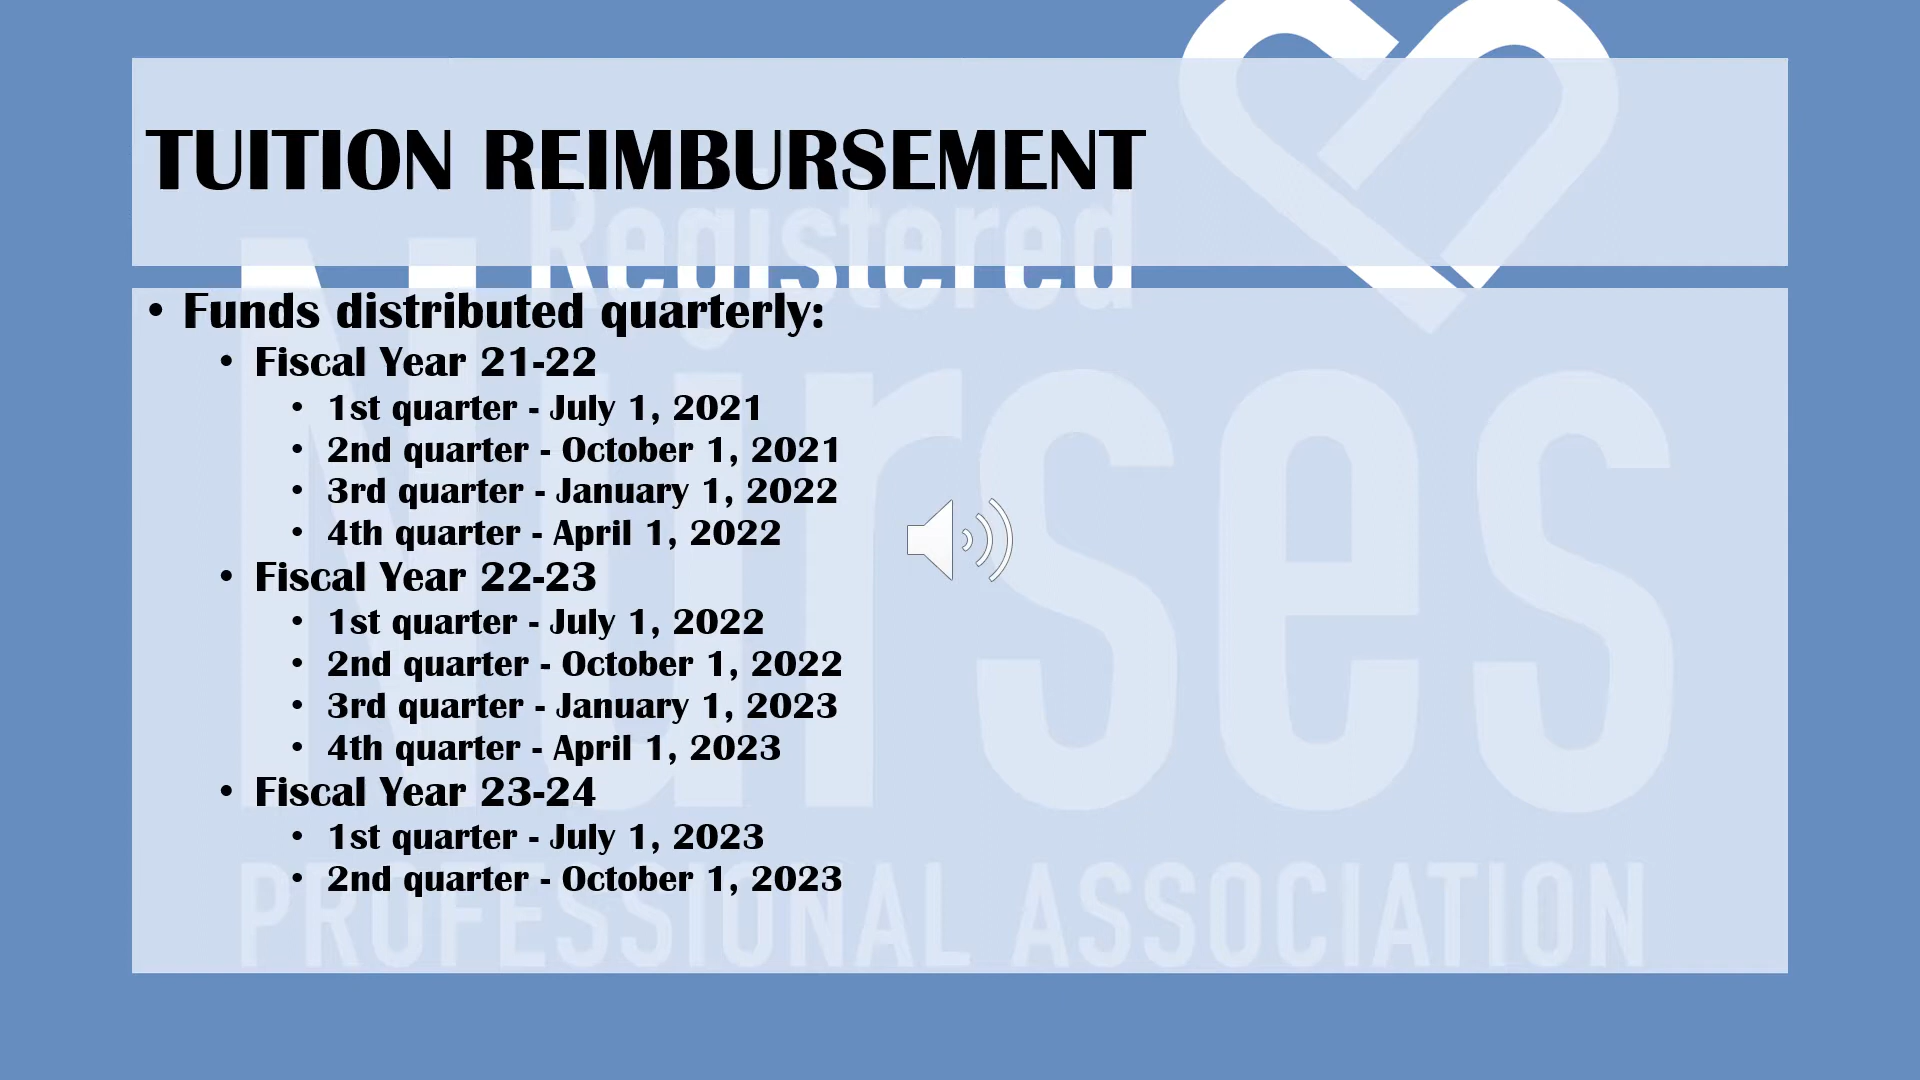 TUITION REIMBURSEMENT
Registered
Nurses
PROFESSIONAL ASSOCIATION
• Funds distributed quarterly:
• Fiscal Year 21-22
• 1st quarter - July 1, 2021
• 2nd quarter - October 1, 2021
• 3rd quarter - January 1, 2022
• 4th quarter - April 1, 2022
• Fiscal Year 22-23
• 1st quarter - July 1, 2022
• 2nd quarter - October 1, 2022
• 3rd quarter - January 1, 2023
• 4th quarter - April 1, 2023
• Fiscal Year 23-24
• 1st quarter - July 1, 2023
• 2nd quarter - October 1, 2023